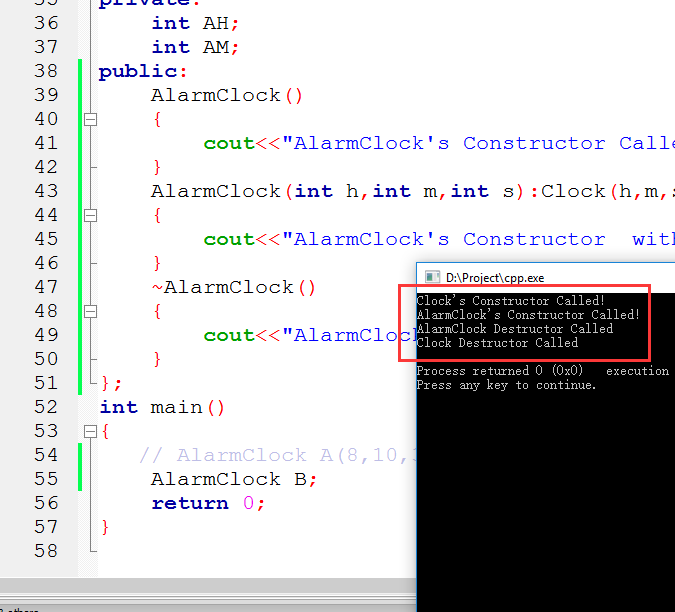 35 private:
36 int AH;
37 int AM;
38 public:
39 AlarmClock()
40 {
41 cout<<"AlarmClock's Constructor Calle
42 }
43 AlarmClock(int h,int m,int s):Clock(h,m,s
44 {
45 cout<<"AlarmClock's Constructor  with
46 }
47 ~AlarmClock()
48 {
49 cout<<"AlarmCloc
50 }
51 };
52 int main()
53 {
54 // AlarmClock A(8,10,3
55 AlarmClock B;
56 return 0;
57 }
58
D:\Project\cpp.exe
Clock's Constructor Called!
AlarmClock's Constructor Called!
AlarmClock Destructor Called
Clock Destructor Called
Process returned 0 (0x0)   execution
Press any key to continue.
others